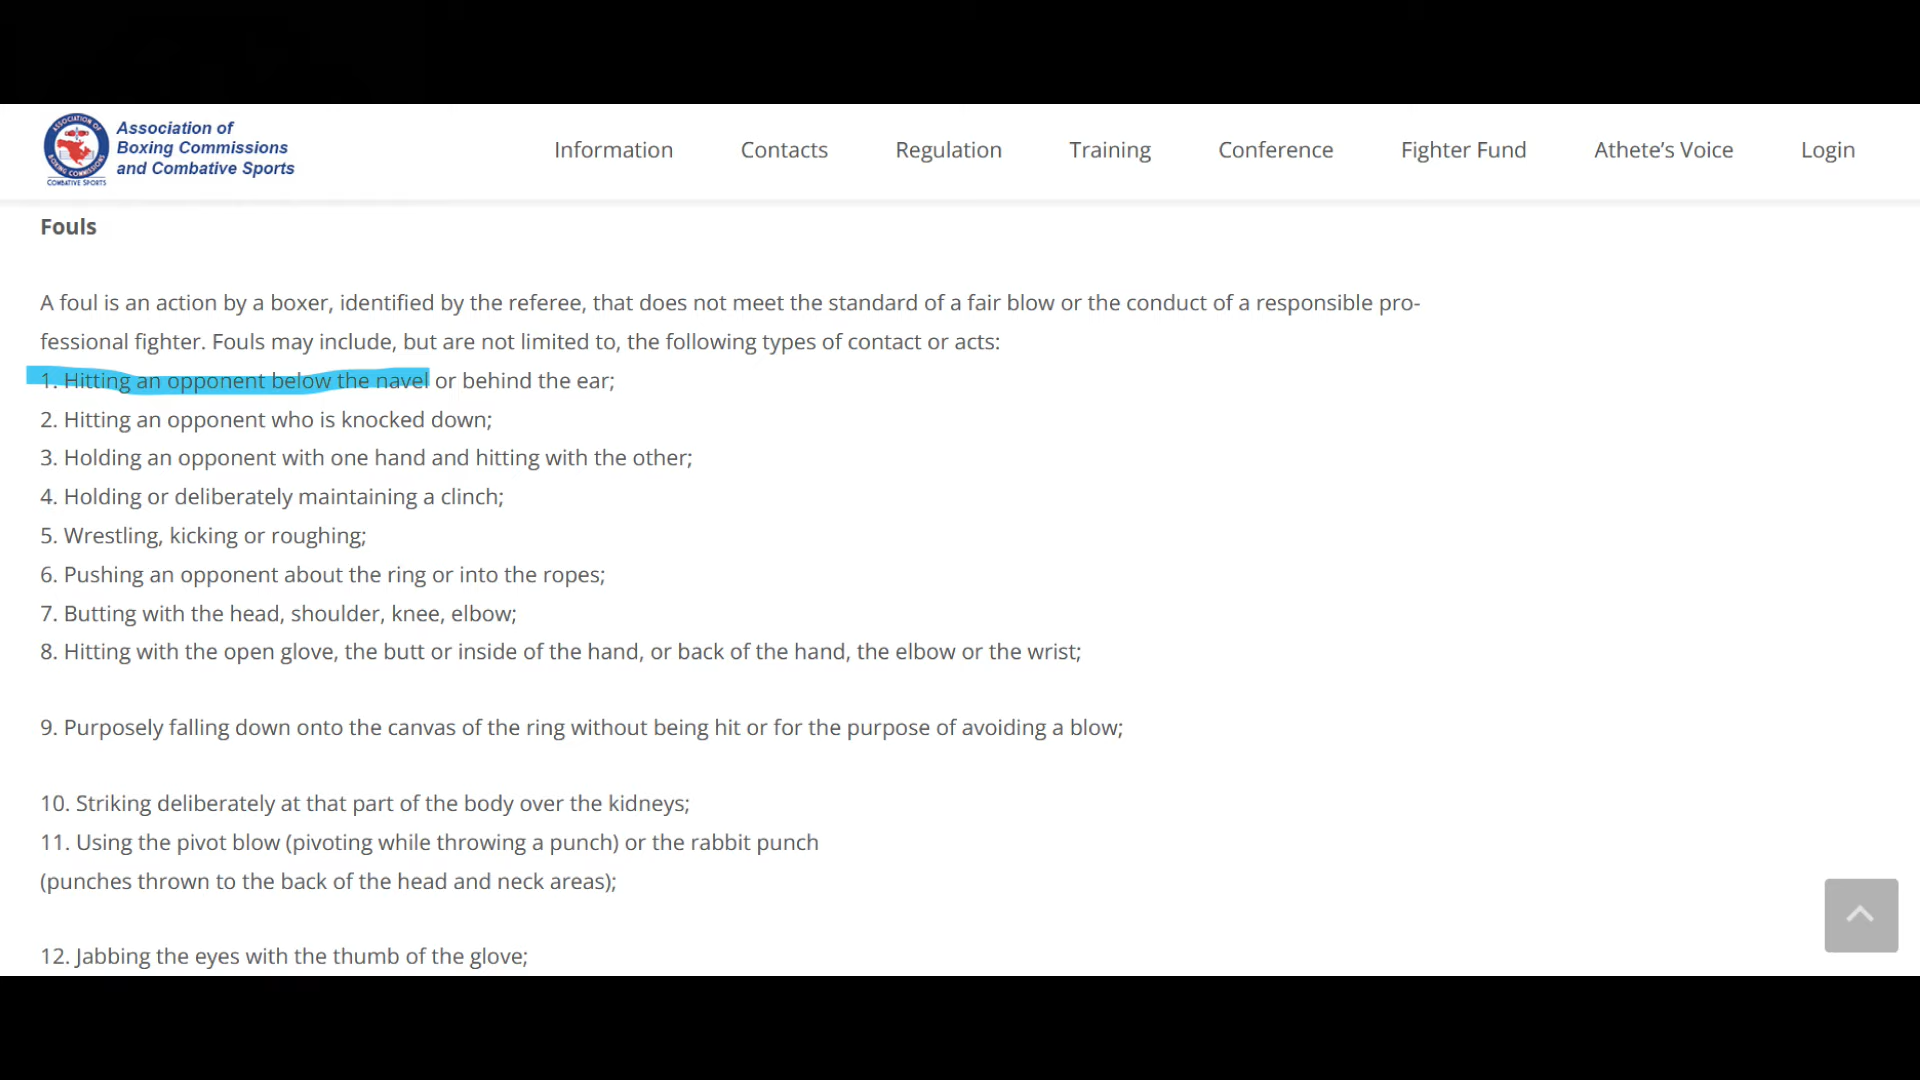 Association of
Boxing Commissions
and Combative Sports
Information Contacts Regulation Training Conference Fighter Fund Athete's Voice Login
Fouls
A foul is an action by a boxer, identified by the referee, that does not meet the standard of a fair blow or the conduct of a responsible pro-
fessional fighter. Fouls may include, but are not limited to, the following types of contact or acts:
1. Hitting an opponent below the navel or behind the ear;
2. Hitting an opponent who is knocked down;
3. Holding an opponent with one hand and hitting with the other;
4. Holding or deliberately maintaining a clinch;
5. Wrestling, kicking or roughing;
6. Pushing an opponent about the ring or into the ropes;
7. Butting with the head, shoulder, knee, elbow;
8. Hitting with the open glove, the butt or inside of the hand, or back of the hand, the elbow or the wrist;
9. Purposely falling down onto the canvas of the ring without being hit or for the purpose of avoiding a blow;
10. Striking deliberately at that part of the body over the kidneys;
11. Using the pivot blow (pivoting while throwing a punch) or the rabbit punch
(punches thrown to the back of the head and neck areas);
12. Jabbing the eyes with the thumb of the glove;